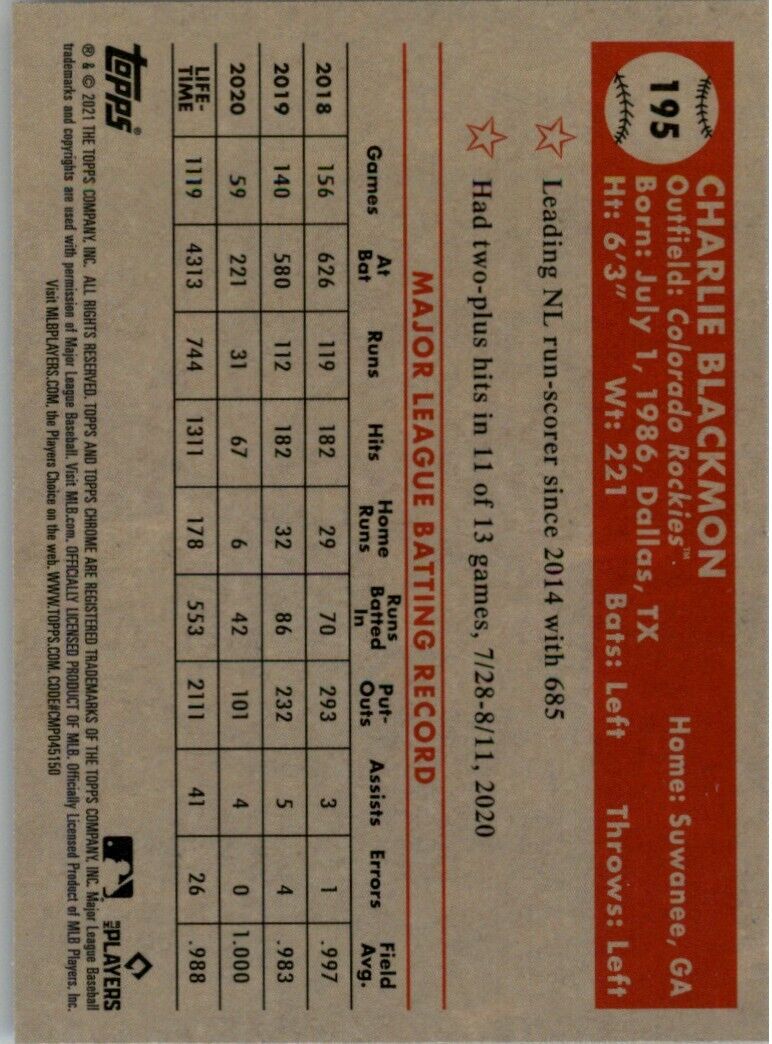 195
CHARLIE BLACKMON
Outfield: Colorado Rockies™ Home: Suwanee, GA
Born: July 1, 1986, Dallas, TX
Ht: 6'3" Wt: 221 Bats: Left Throws: Left
Leading NL run-scorer since 2014 with 685
Had two-plus hits in 11 of 13 games, 7/28-8/11, 2020
MAJOR LEAGUE BATTING RECORD
Games At Bat Runs Hits Home Runs Runs Batted In Put-Outs Assists Errors Field Avg.
2018 156 626 119 182 29 70 293 3 1 .997
2019 140 580 112 182 32 86 232 5 4 .983
2020 59 221 31 67 6 42 101 4 0 1.000
LIFE-TIME 1119 4313 744 1311 178 553 2111 41 26 .988
topps®
MLB PLAYERS
® & © 2021 THE TOPPS COMPANY, INC. ALL RIGHTS RESERVED. TOPPS AND TOPPS CHROME ARE REGISTERED TRADEMARKS OF THE TOPPS COMPANY, INC. Major League Baseball
trademarks and copyrights are used with permission of Major League Baseball. Visit MLB.com. OFFICIALLY LICENSED PRODUCT OF MLB. Officially Licensed Product of MLB Players, Inc.
Visit MLBPLAYERS.COM, the Players Choice on the web. WWW.TOPPS.COM. CODE#CMP045150